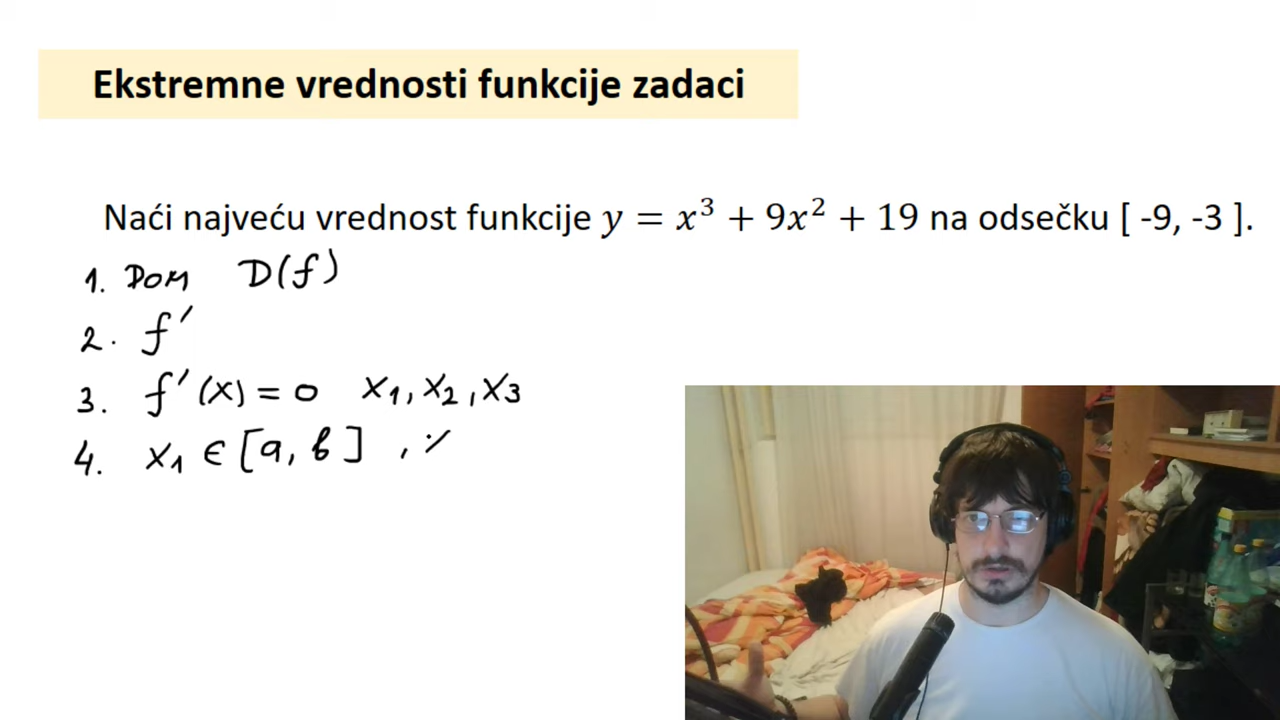 Ekstremne vrednosti funkcije zadaci
Naći najveću vrednost funkcije y = x³ + 9x² + 19 na odsečku [ -9, -3 ].
1. DOM D(f)
2. f'
3. f'(x) = 0 x₁, x₂, x₃
4. x₁ ∈ [a, b] ,